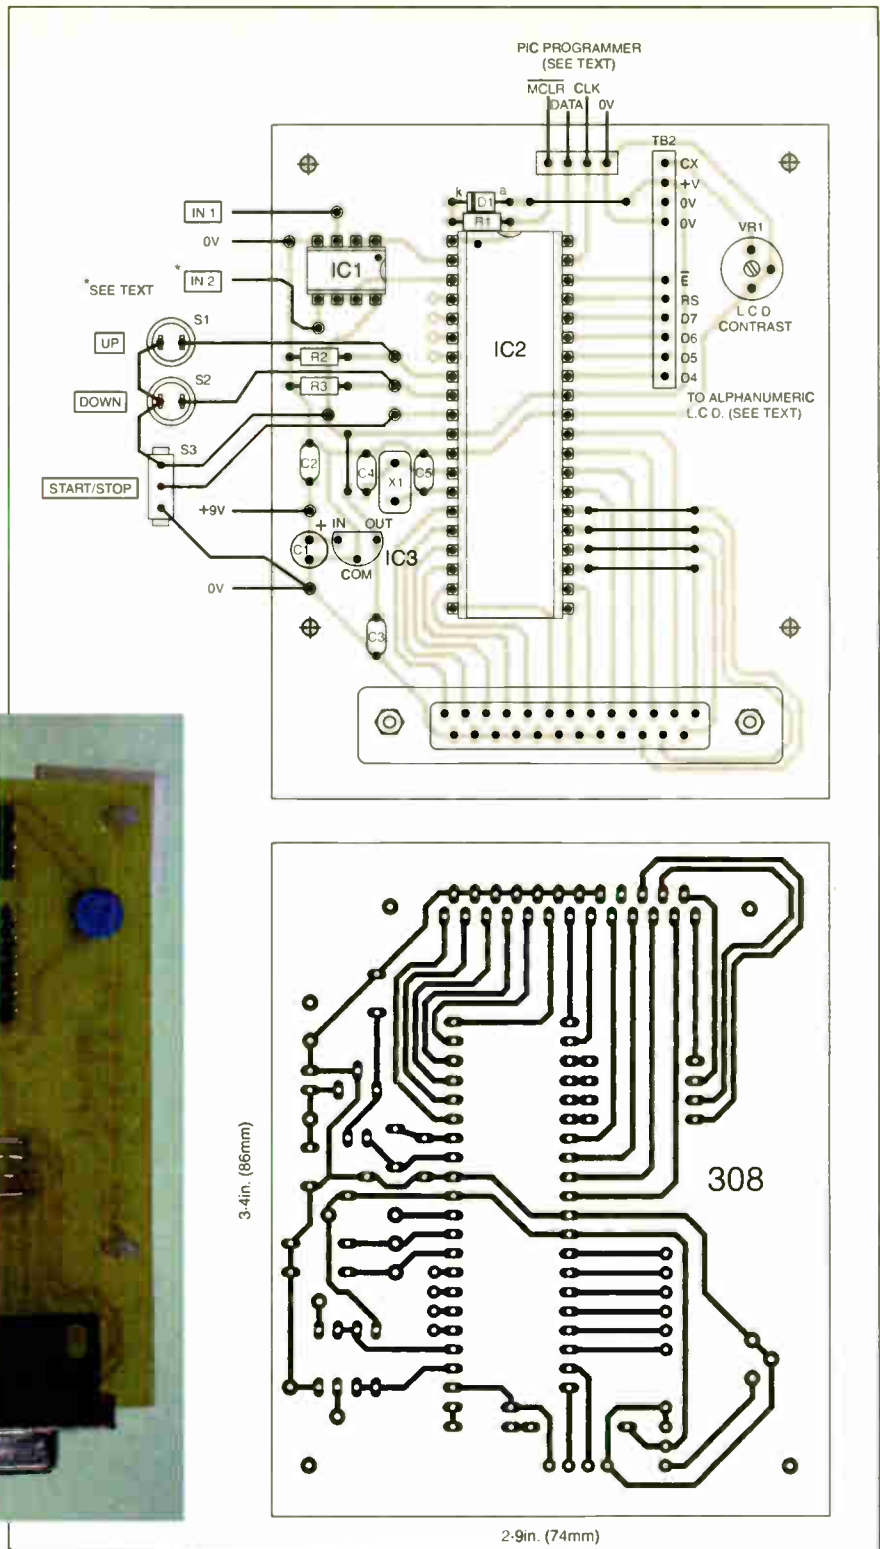 PIC PROGRAMMER
(SEE TEXT)
MCLR CLK
DATA 0V
TB2
CX
+V
0V
0V
E
RS
D7
D6
D5
D4
VR1
L C D
CONTRAST
TO ALPHANUMERIC
L.C.D. (SEE TEXT)
k D1 a
R1
IN 1
0V
IC1
* IN 2
*SEE TEXT
IC2
S1
UP
R2
S2
R3
DOWN
S3
START/STOP
C2
C4
X1
C5
+9V
+ IN OUT
C1
IC3
COM
0V
C3
308
3·4in. (86mm)
2·9in. (74mm)